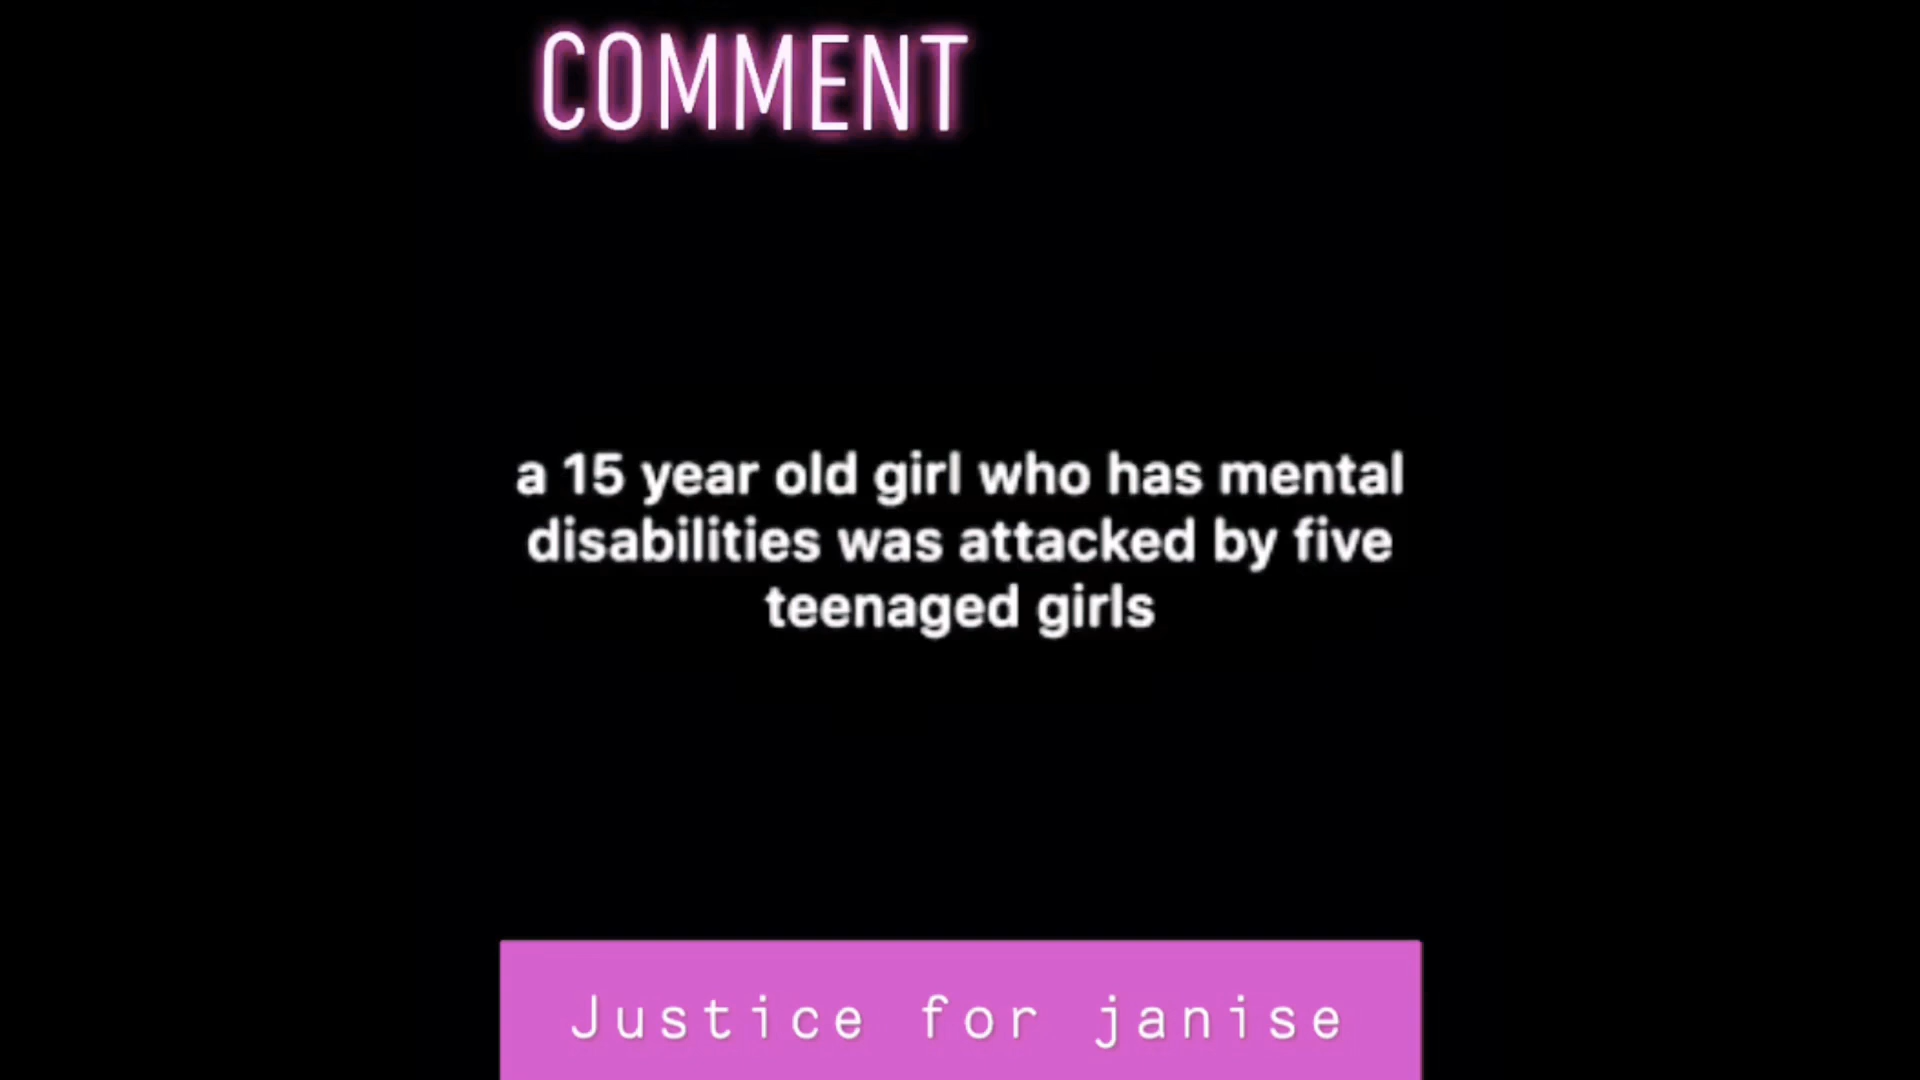 COMMENT
a 15 year old girl who has mental
disabilities was attacked by five
teenaged girls
Justice for janise